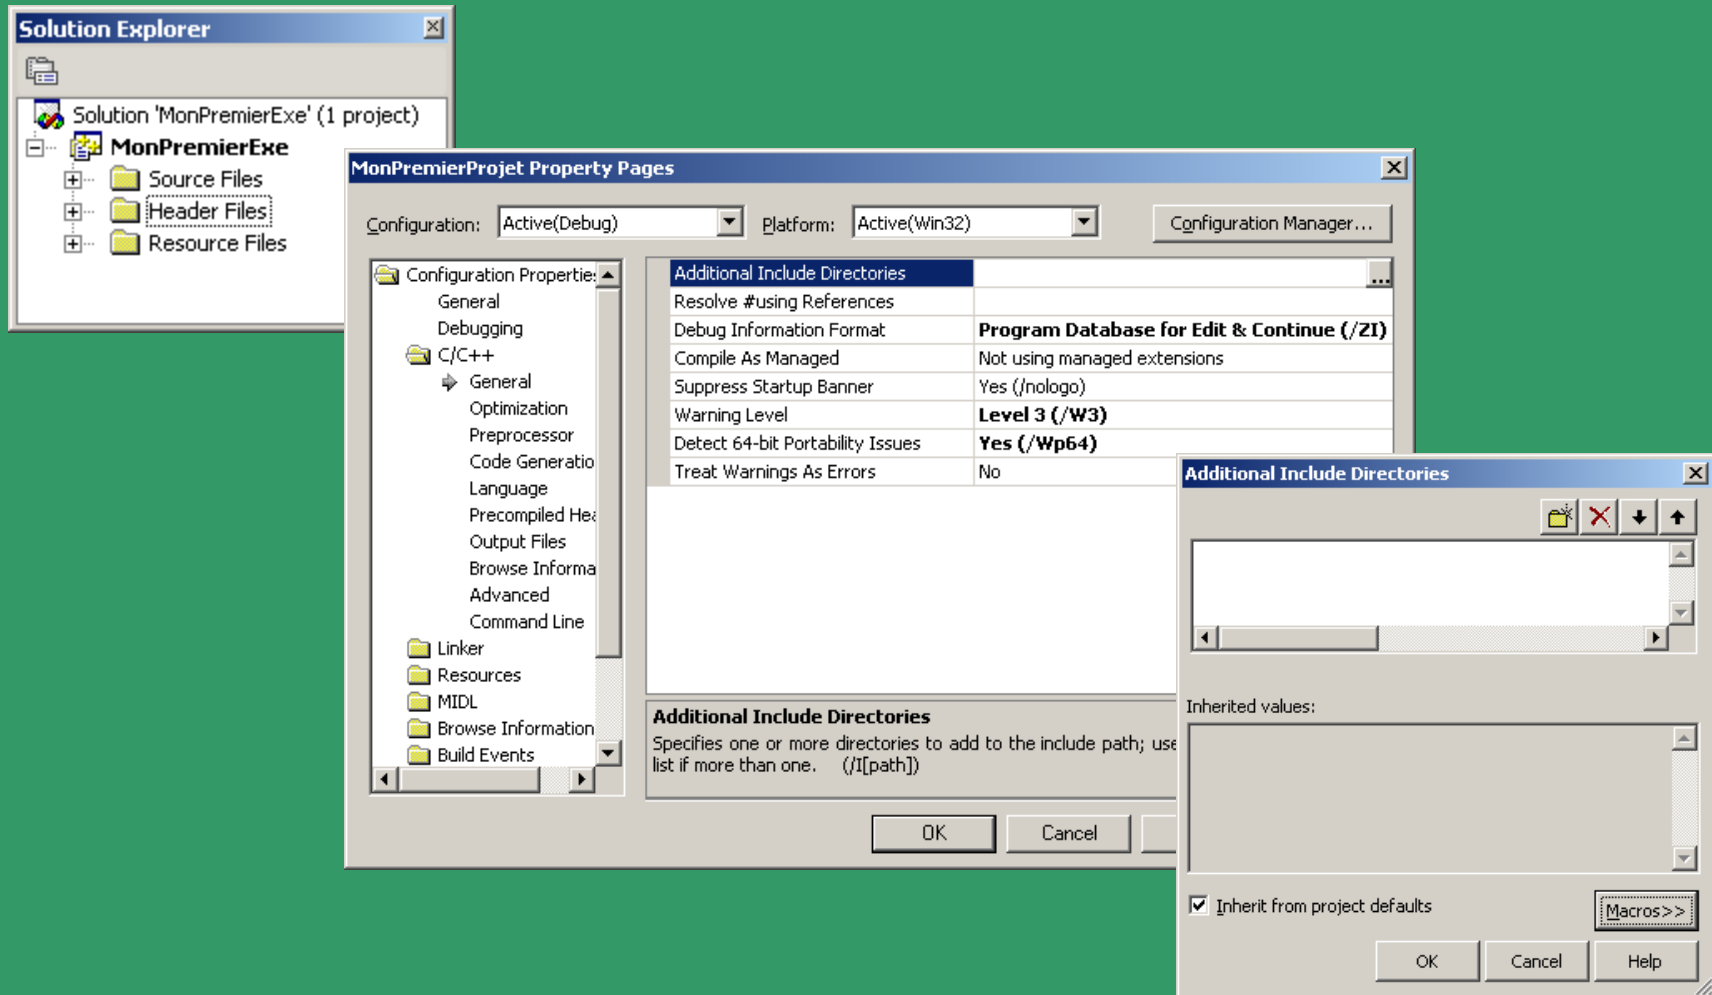 Solution Explorer
Solution 'MonPremierExe' (1 project)
MonPremierExe
Source Files
Header Files
Resource Files
MonPremierProjet Property Pages
Configuration: Active(Debug) Platform: Active(Win32) Configuration Manager...
Configuration Properties
General
Debugging
C/C++
General
Optimization
Preprocessor
Code Generatio
Language
Precompiled Hea
Output Files
Browse Informa
Advanced
Command Line
Linker
Resources
MIDL
Browse Information
Build Events
Additional Include Directories ...
Resolve #using References
Debug Information Format Program Database for Edit & Continue (/ZI)
Compile As Managed Not using managed extensions
Suppress Startup Banner Yes (/nologo)
Warning Level Level 3 (/W3)
Detect 64-bit Portability Issues Yes (/Wp64)
Treat Warnings As Errors No
Additional Include Directories
Specifies one or more directories to add to the include path; use
list if more than one. (/I[path])
OK Cancel
Additional Include Directories
Inherited values:
Inherit from project defaults
Macros>>
OK Cancel Help